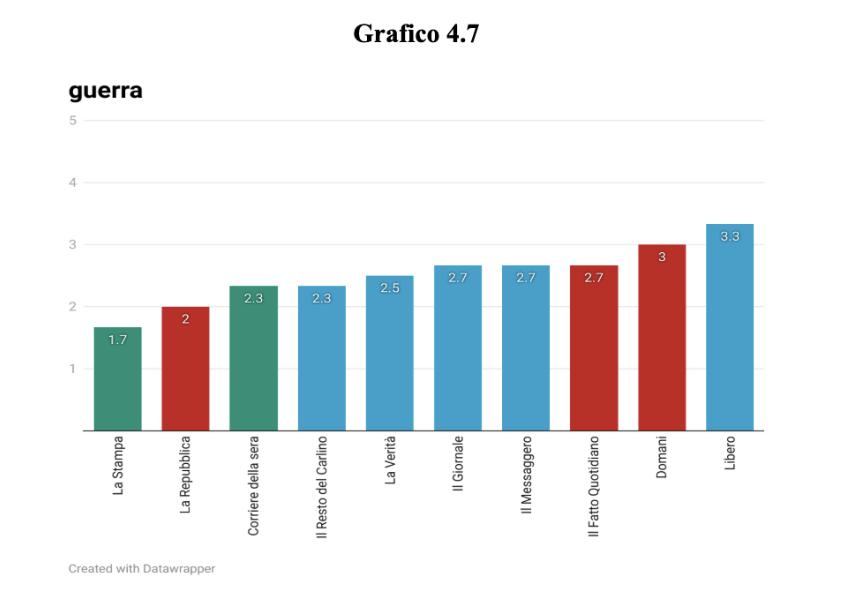 Grafico 4.7
guerra
5
4
3
2
1
1.7
2
2.3
2.3
2.5
2.7
2.7
2.7
3
3.3
La Stampa
La Repubblica
Corriere della sera
Il Resto del Carlino
La Verità
Il Giornale
Il Messaggero
Il Fatto Quotidiano
Domani
Libero
Created with Datawrapper